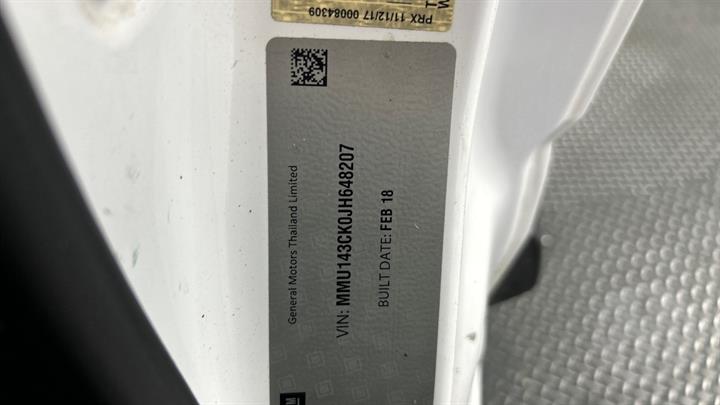 PRX 11/12/17 00084309
General Motors Thailand Limited
VIN: MMU143CK0JH648207
BUILT DATE: FEB 18